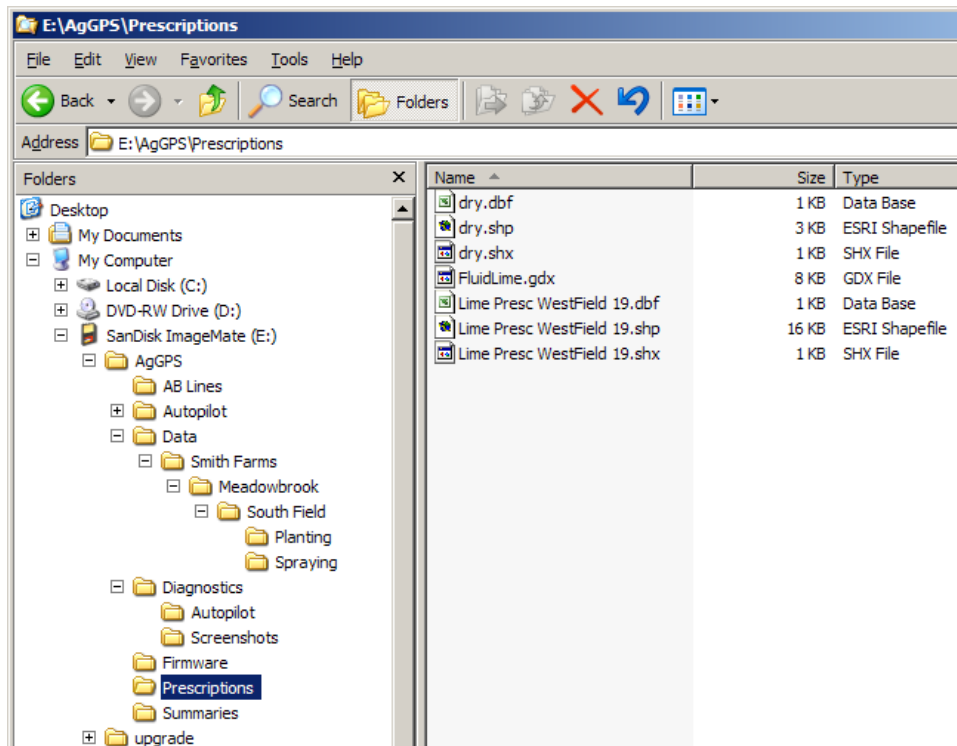 E:\AgGPS\Prescriptions
File Edit View Favorites Tools Help
Back Search Folders
Address E:\AgGPS\Prescriptions
Folders
Desktop
My Documents
My Computer
Local Disk (C:)
DVD-RW Drive (D:)
SanDisk ImageMate (E:)
AgGPS
AB Lines
Autopilot
Data
Smith Farms
Meadowbrook
South Field
Planting
Spraying
Diagnostics
Autopilot
Screenshots
Firmware
Prescriptions
Summaries
upgrade
Name Size Type
dry.dbf 1 KB Data Base
dry.shp 3 KB ESRI Shapefile
dry.shx 1 KB SHX File
FluidLime.gdx 8 KB GDX File
Lime Presc WestField 19.dbf 1 KB Data Base
Lime Presc WestField 19.shp 16 KB ESRI Shapefile
Lime Presc WestField 19.shx 1 KB SHX File